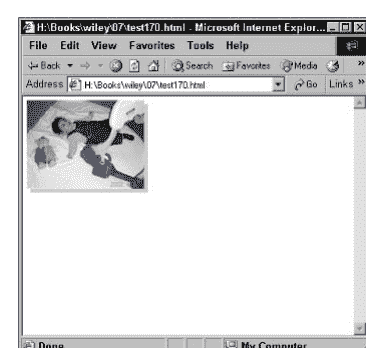 H:\Books\wiley\07\test170.html - Microsoft Internet Explor...
File Edit View Favorites Tools Help
Back Search Favorites Media »
Address H:\Books\wiley\07\test170.html Go Links »
Done My Computer